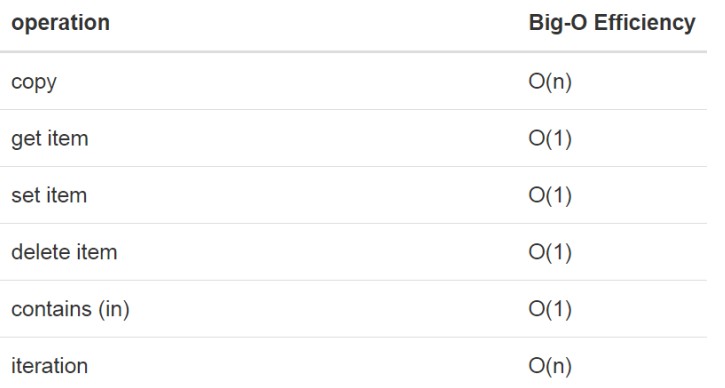 operation Big-O Efficiency
copy O(n)
get item O(1)
set item O(1)
delete item O(1)
contains (in) O(1)
iteration O(n)